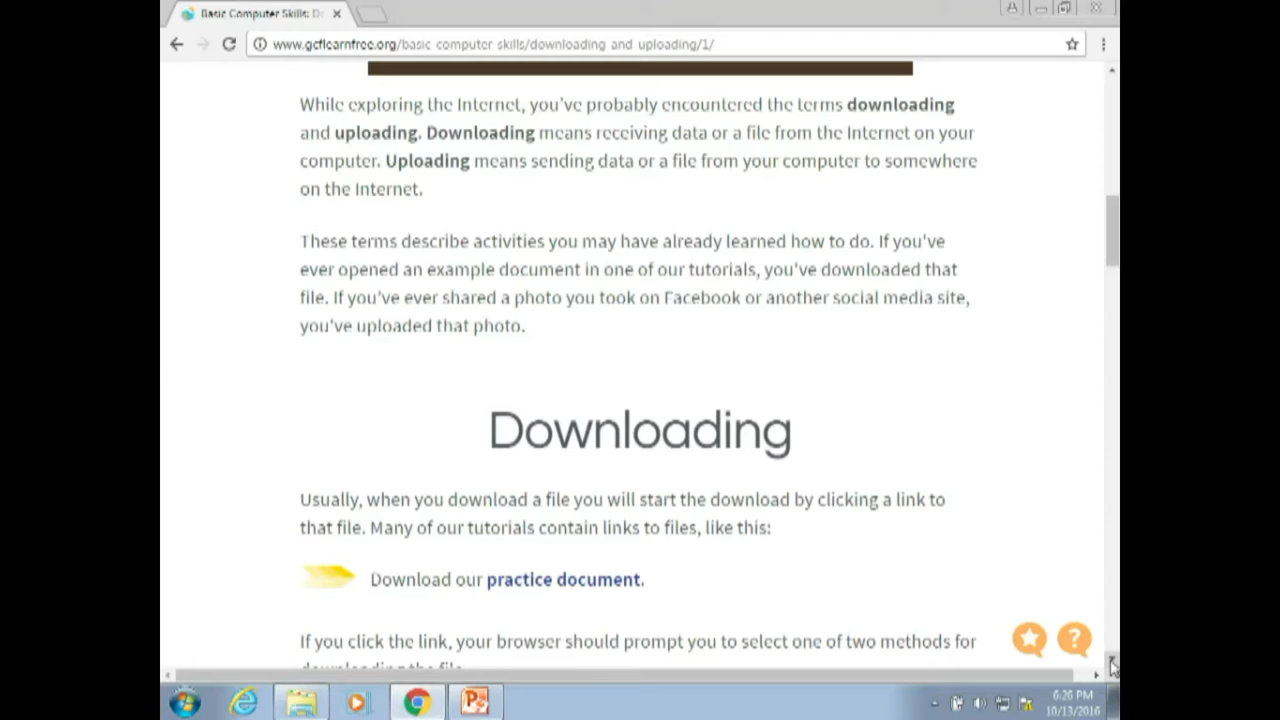 Basic Computer Skills: Do
www.gcflearnfree.org/basic computer skills/downloading and uploading/1/
While exploring the Internet, you've probably encountered the terms downloading
and uploading. Downloading means receiving data or a file from the Internet on your
computer. Uploading means sending data or a file from your computer to somewhere
on the Internet.
These terms describe activities you may have already learned how to do. If you've
ever opened an example document in one of our tutorials, you've downloaded that
file. If you've ever shared a photo you took on Facebook or another social media site,
you've uploaded that photo.
Downloading
Usually, when you download a file you will start the download by clicking a link to
that file. Many of our tutorials contain links to files, like this:
Download our practice document.
If you click the link, your browser should prompt you to select one of two methods for
downloading the file.
6:26 PM
10/13/2016